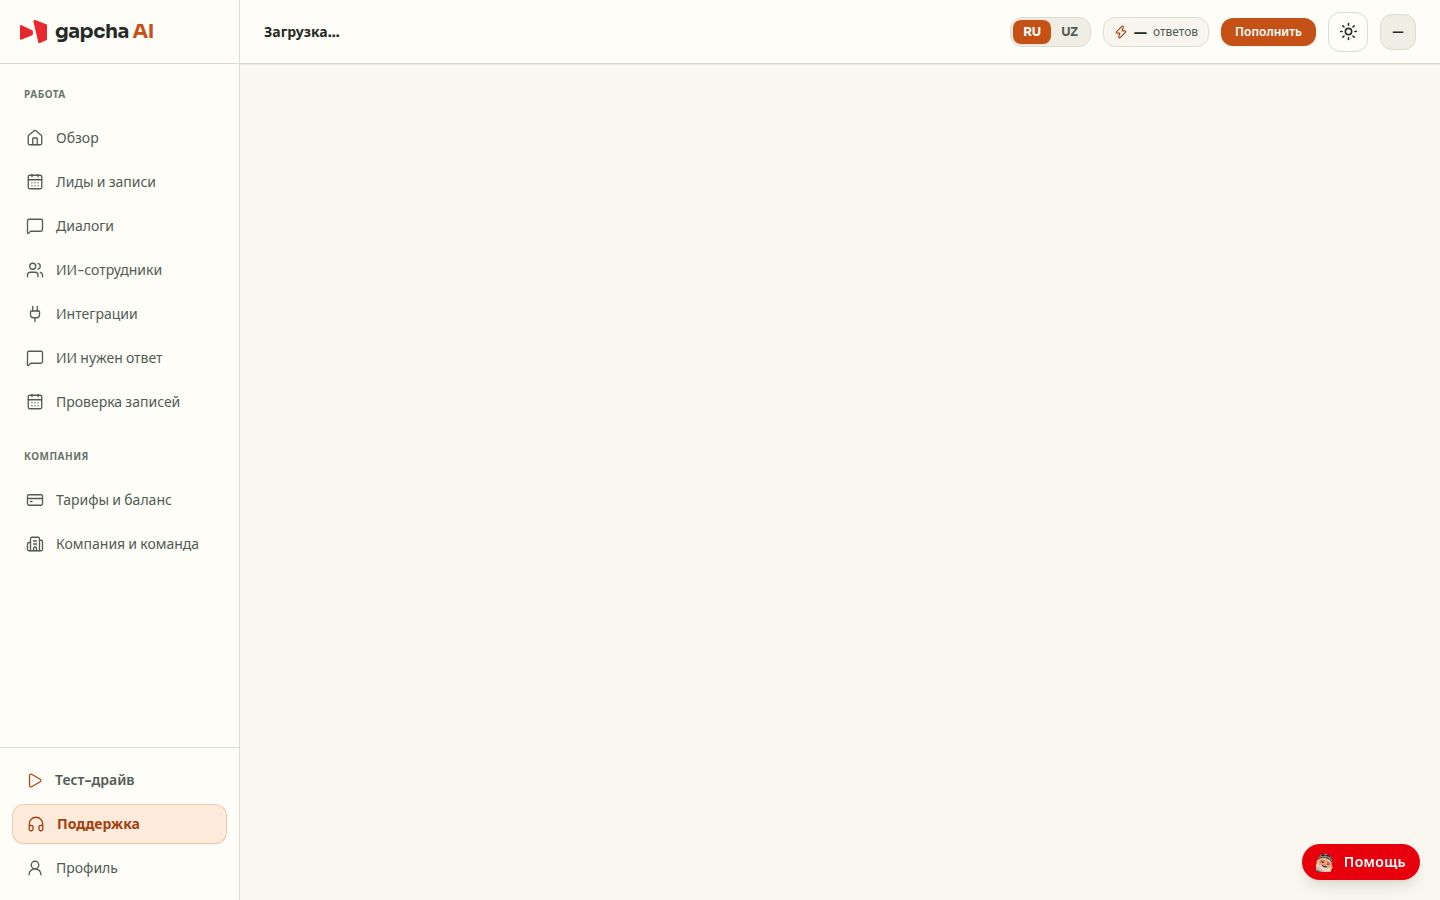 gapcha AI
Загрузка...
RU UZ
— ответов
Пополнить
—
РАБОТА
Обзор
Лиды и записи
Диалоги
ИИ-сотрудники
Интеграции
ИИ нужен ответ
Проверка записей
КОМПАНИЯ
Тарифы и баланс
Компания и команда
Тест-драйв
Поддержка
Профиль
Помощь